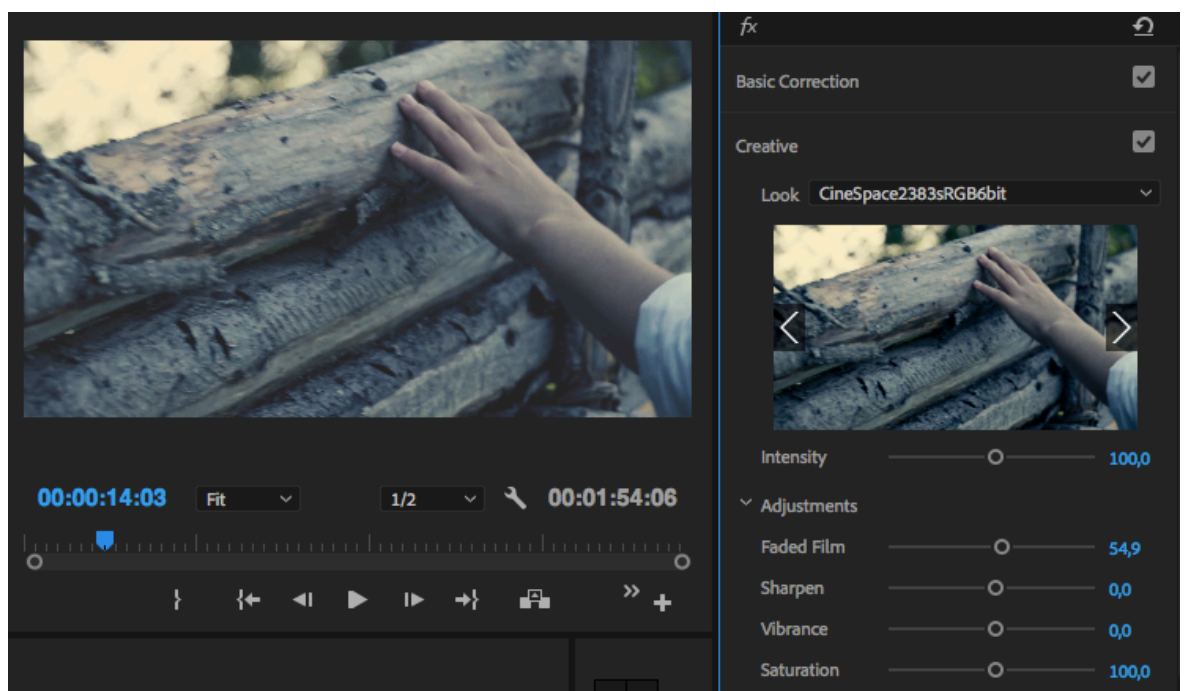 fx
Basic Correction
Creative
Look CineSpace2383sRGB6bit
Intensity 100,0
00:00:14:03 Fit 1/2 00:01:54:06
Adjustments
Faded Film 54,9
Sharpen 0,0
Vibrance 0,0
Saturation 100,0